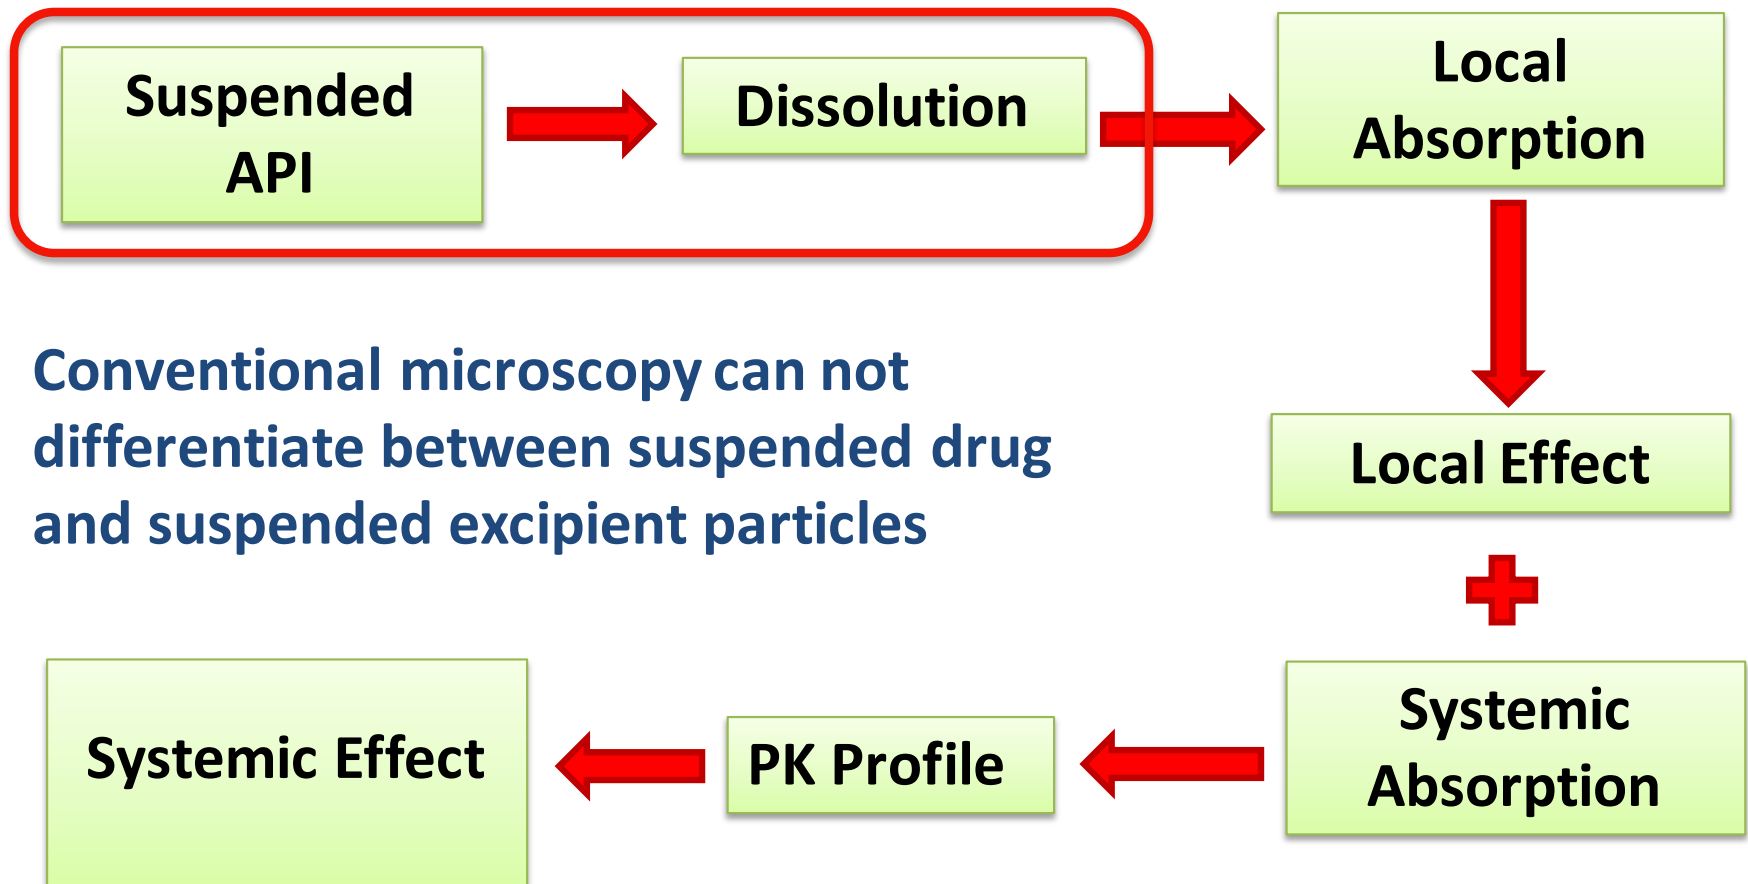 Suspended
API
Dissolution
Local
Absorption
Conventional microscopy can not
differentiate between suspended drug
and suspended excipient particles
Local Effect
Systemic
Absorption
PK Profile
Systemic Effect